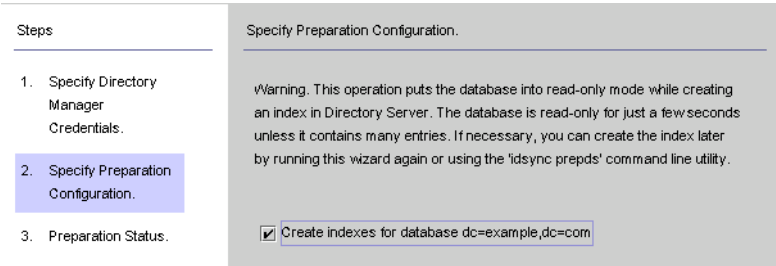 Steps
1. Specify Directory
Manager
Credentials.
2. Specify Preparation
Configuration.
3. Preparation Status.
Specify Preparation Configuration.
Warning. This operation puts the database into read-only mode while creating
an index in Directory Server. The database is read-only for just a few seconds
unless it contains many entries. If necessary, you can create the index later
by running this wizard again or using the 'idsync prepds' command line utility.
Create indexes for database dc=example,dc=com